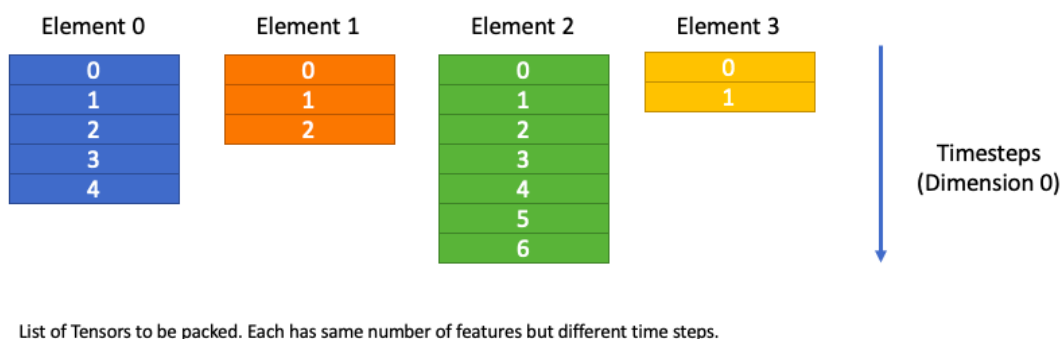 Element 0
Element 1
Element 2
Element 3
0
1
2
3
4
0
1
2
0
1
2
3
4
5
6
0
1
Timesteps
(Dimension 0)
List of Tensors to be packed. Each has same number of features but different time steps.